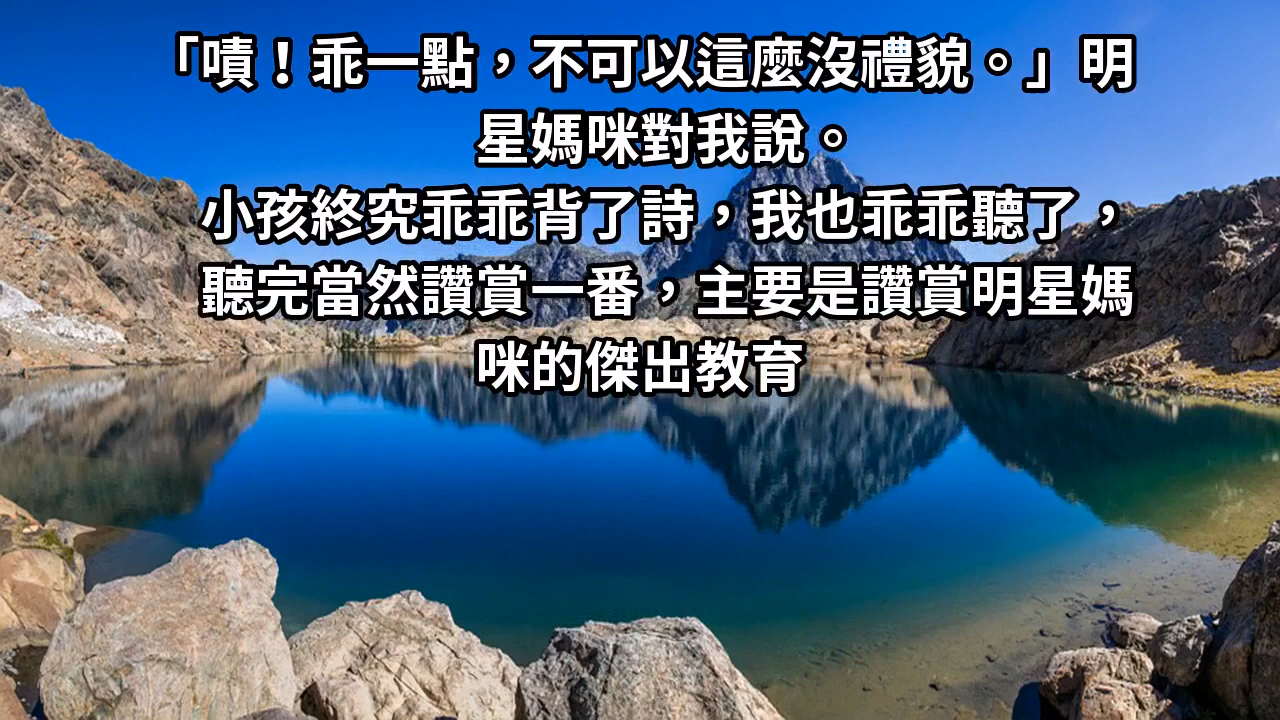 「嘖！乖一點，不可以這麼沒禮貌。」明
星媽咪對我說。
小孩終究乖乖背了詩，我也乖乖聽了，
聽完當然讚賞一番，主要是讚賞明星媽
咪的傑出教育